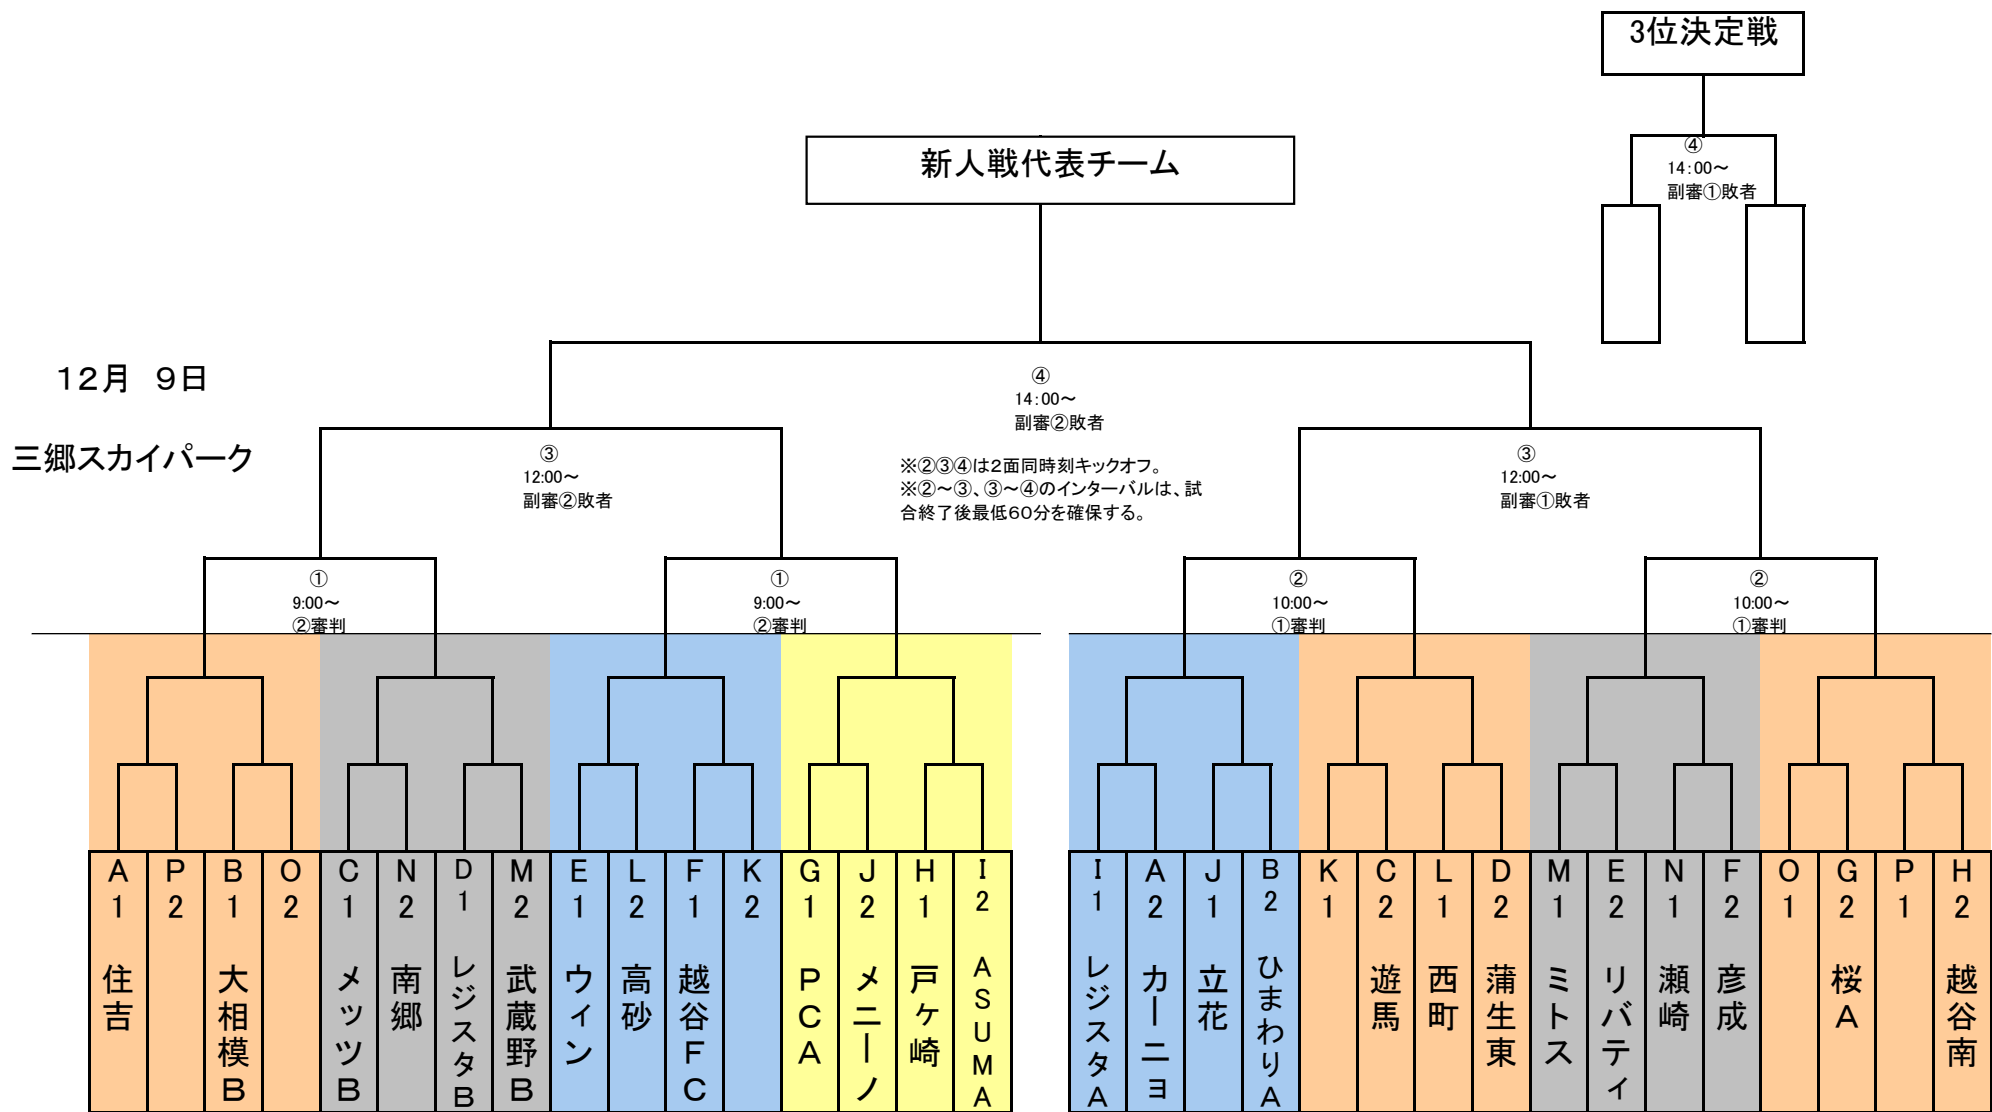 3位決定戦
④
14:00～
副審①敗者
新人戦代表チーム
12月 9日
三郷スカイパーク
④
14:00～
副審②敗者
③
12:00～
副審②敗者
※②③④は2面同時刻キックオフ。
※②～③、③～④のインターバルは、試
合終了後最低60分を確保する。
③
12:00～
副審①敗者
①
9:00～
②審判
①
9:00～
②審判
②
10:00～
①審判
②
10:00～
①審判
A1 住吉
P2
B1 大相模B
O2
C1 メッツB
N2 南郷
D1 レジスタB
M2 武蔵野B
E1 ウィン
L2 高砂
F1 越谷FC
K2
G1 PCA
J2 メニーノ
H1 戸ヶ崎
I2 ASUMA
I1 レジスタA
A2 カーニョ
J1 立花
B2 ひまわりA
K1
C2 遊馬
L1 西町
D2 蒲生東
M1 ミトス
E2 リバティ
N1 瀬崎
F2 彦成
O1
G2 桜A
P1
H2 越谷南